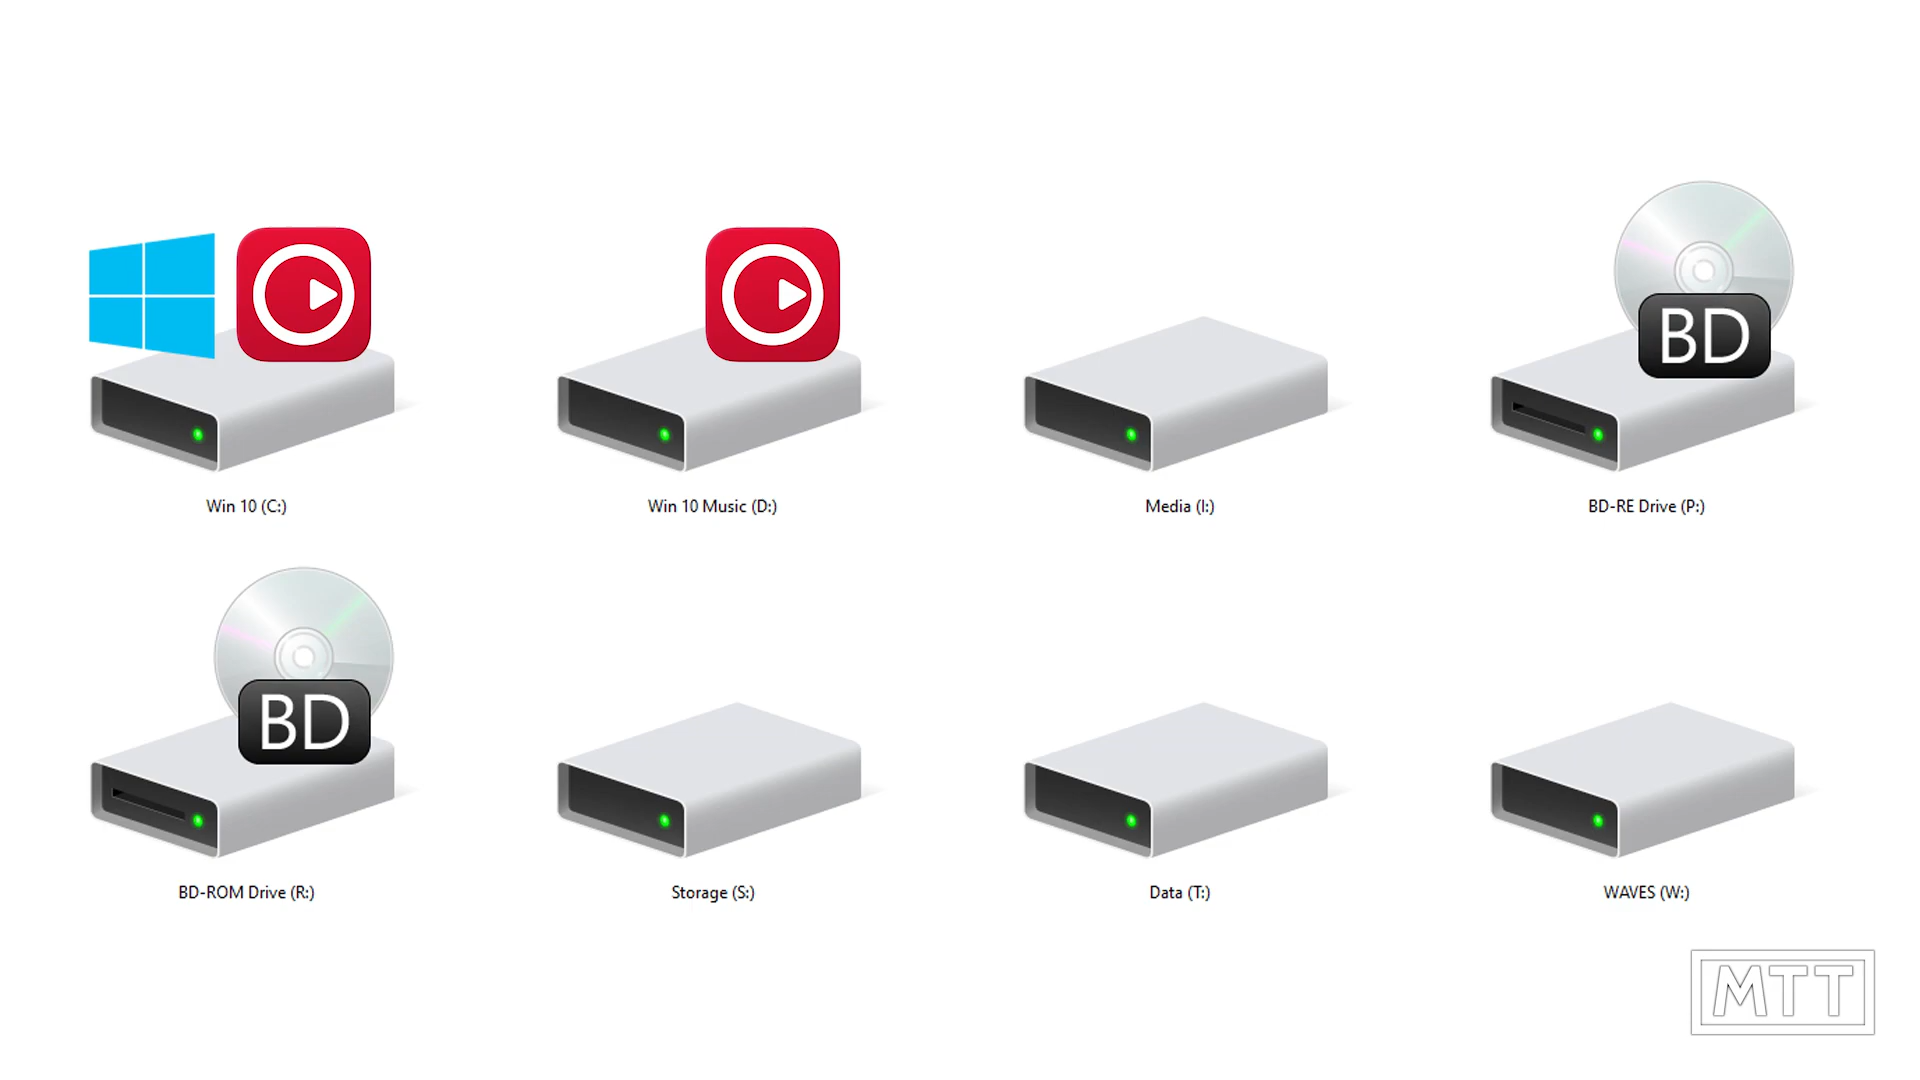 BD
Win 10 (C:)
Win 10 Music (D:)
Media (I:)
BD-RE Drive (P:)
BD
BD-ROM Drive (R:)
Storage (S:)
Data (T:)
WAVES (W:)
MTT